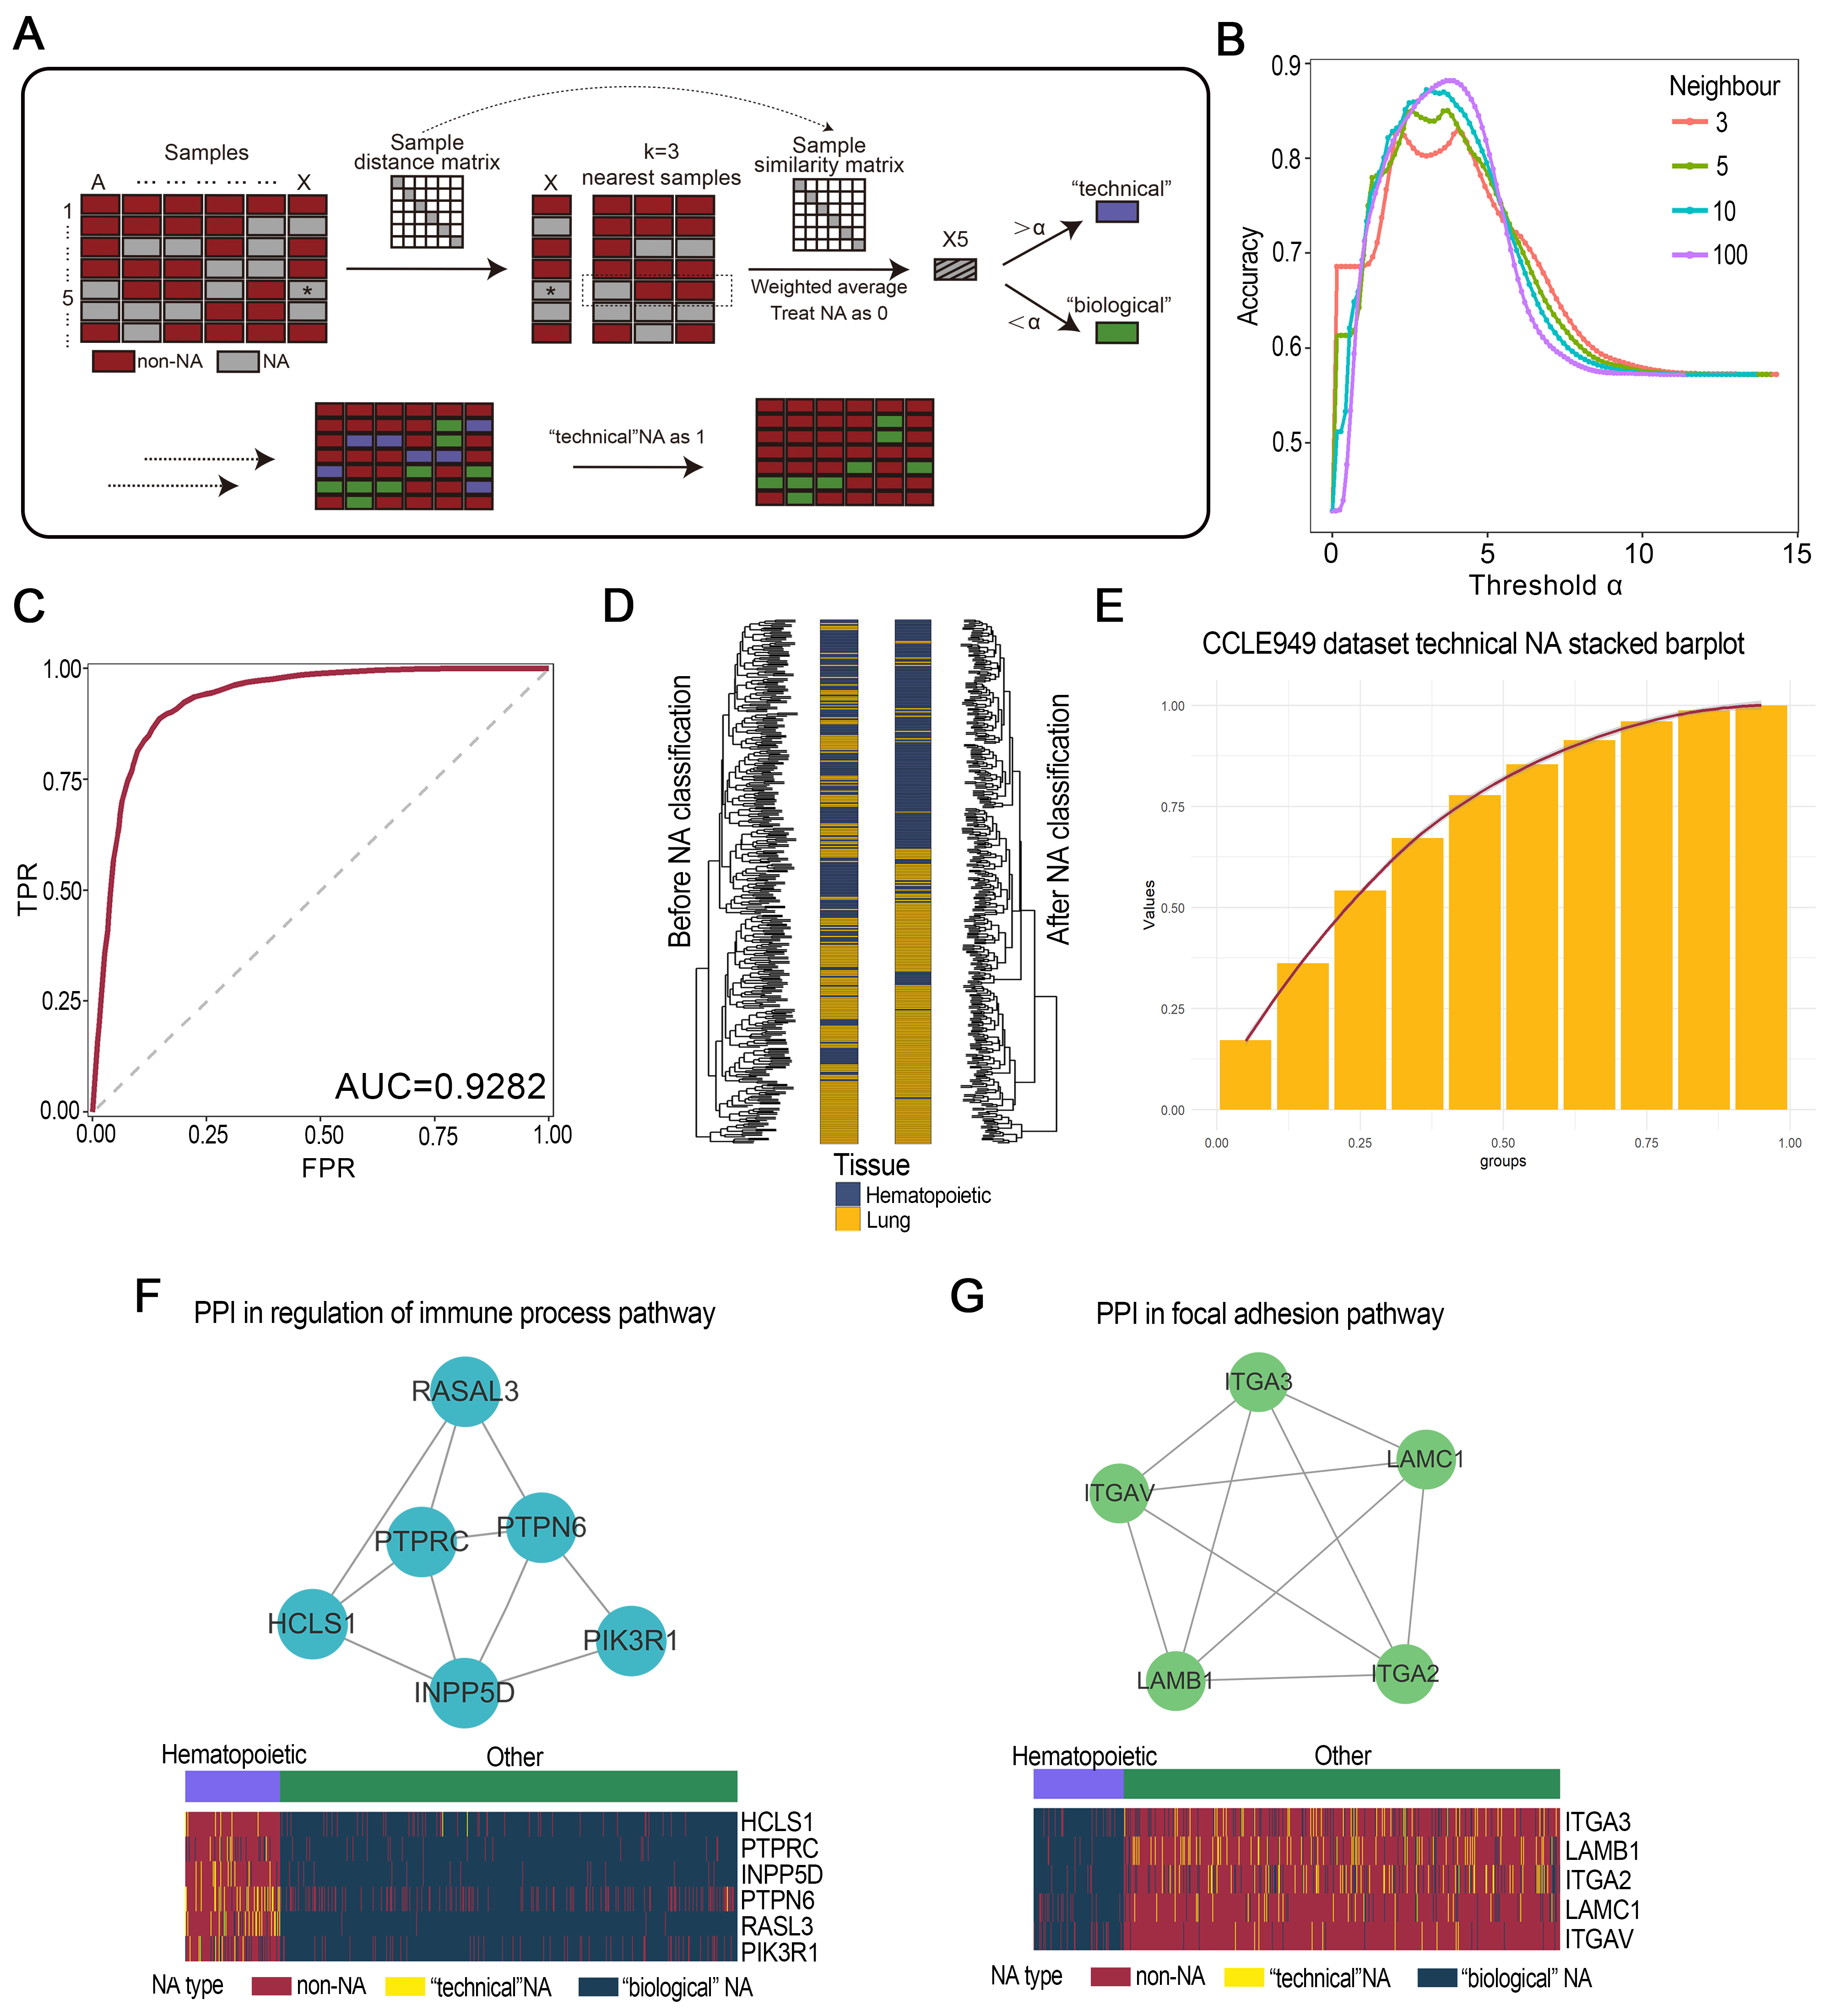 A
Samples
A ... ... ... ... ... X
1
5
*
non-NA
NA
Sample
distance matrix
X
*
k=3
nearest samples
Sample
similarity matrix
Weighted average
Treat NA as 0
X5
>α
<α
“technical”
“biological”
“technical”NA as 1
B
Neighbour
3
5
10
100
Accuracy
0.9
0.8
0.7
0.6
0.5
0
5
10
15
Threshold α
C
TPR
1.00
0.75
0.50
0.25
0.00
AUC=0.9282
0.00
0.25
0.50
0.75
1.00
FPR
D
Before NA classification
After NA classification
Tissue
Hematopoietic
Lung
E
CCLE949 dataset technical NA stacked barplot
Values
1.00
0.75
0.50
0.25
0.00
0.00
0.25
0.50
0.75
1.00
groups
F
PPI in regulation of immune process pathway
RASAL3
PTPRC
PTPN6
HCLS1
PIK3R1
INPP5D
Hematopoietic
Other
HCLS1
PTPRC
INPP5D
PTPN6
RASL3
PIK3R1
NA type
non-NA
“technical”NA
“biological” NA
G
PPI in focal adhesion pathway
ITGA3
LAMC1
ITGAV
LAMB1
ITGA2
Hematopoietic
Other
ITGA3
LAMB1
ITGA2
LAMC1
ITGAV
NA type
non-NA
“technical”NA
“biological” NA